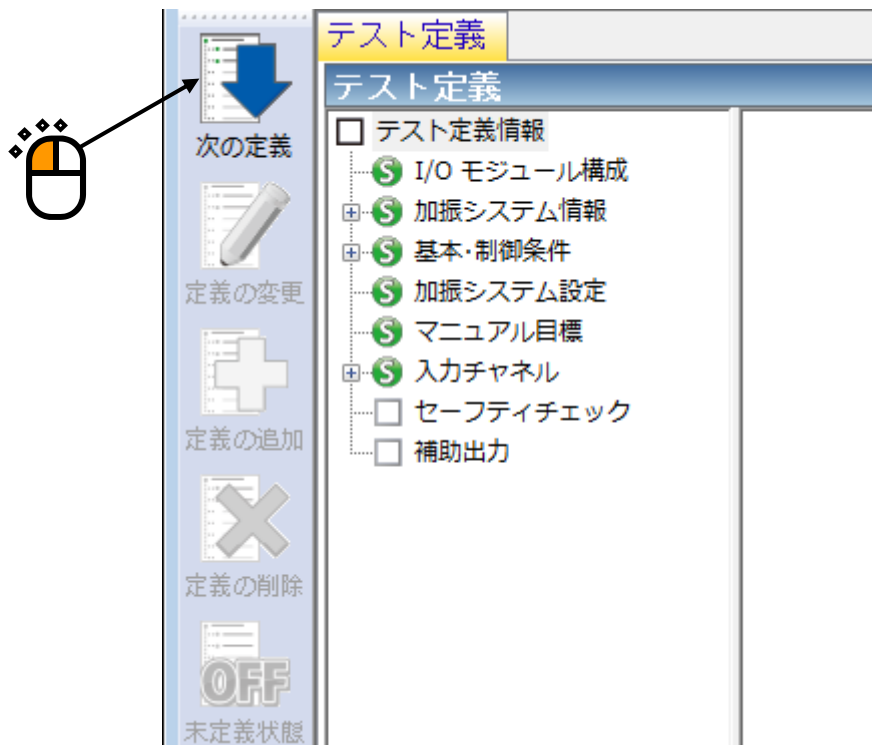 次の定義
定義の変更
定義の追加
定義の削除
OFF
未定義状態
テスト定義
テスト定義
テスト定義情報
S I/O モジュール構成
S 加振システム情報
S 基本・制御条件
S 加振システム設定
S マニュアル目標
S 入力チャネル
セーフティチェック
補助出力